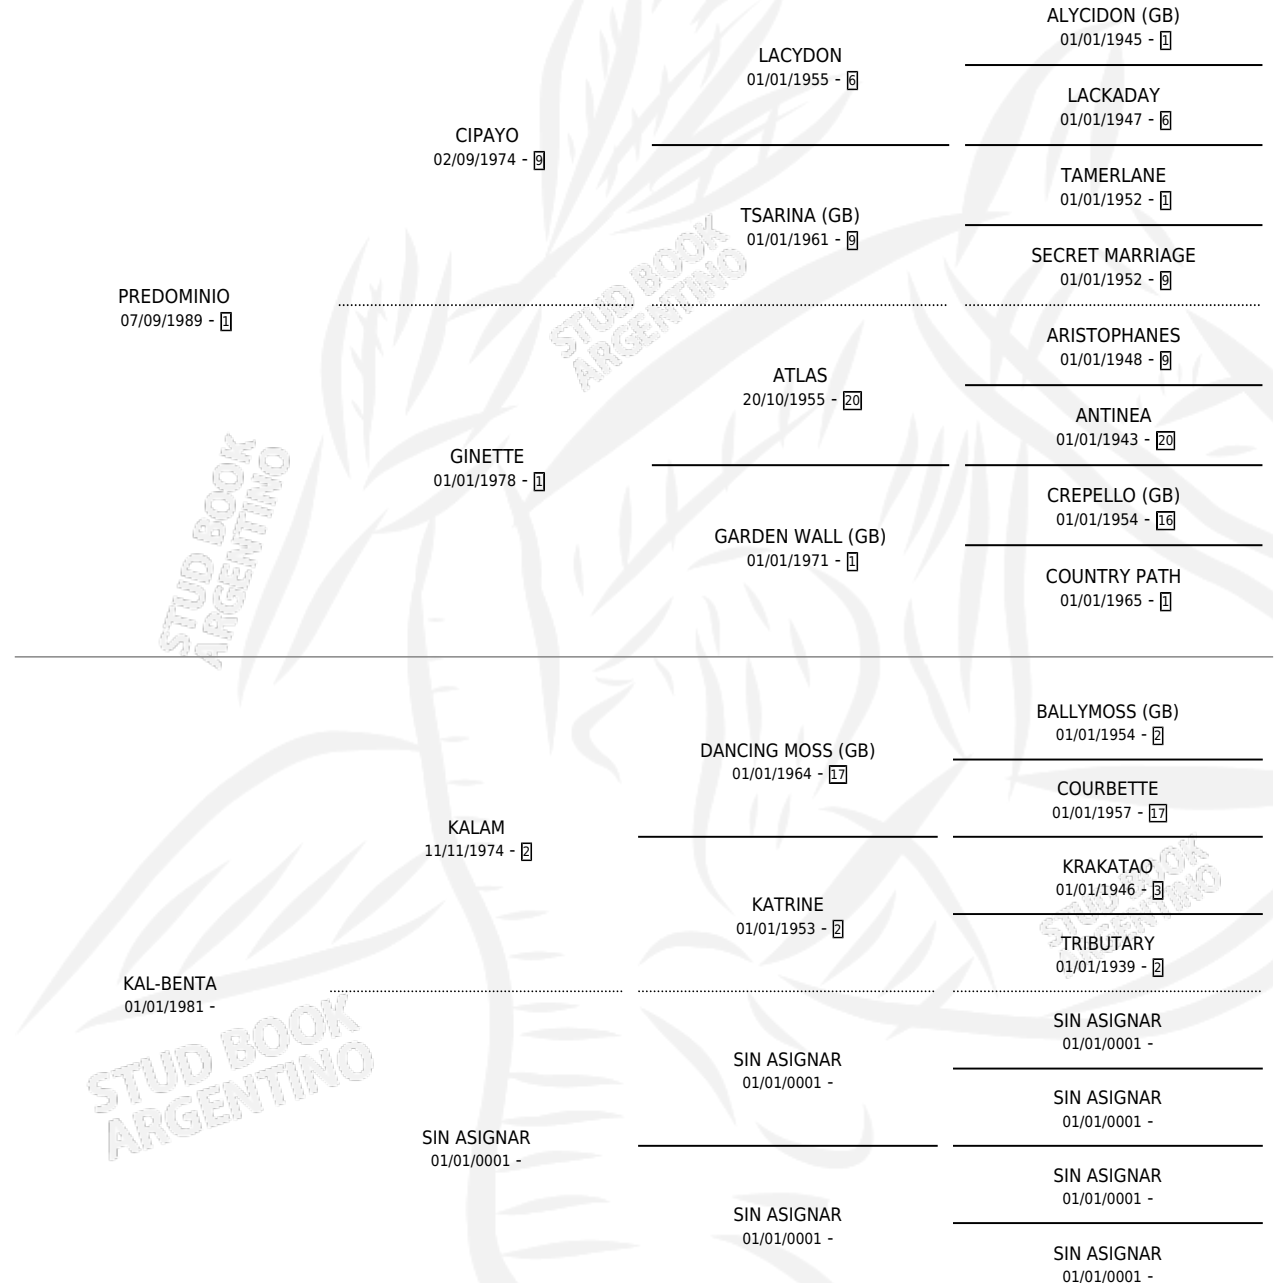 ALYCIDON (GB)
01/01/1945 - 1
LACYDON
01/01/1955 - 6
LACKADAY
01/01/1947 - 6
CIPAYO
02/09/1974 - 9
TAMERLANE
01/01/1952 - 1
TSARINA (GB)
01/01/1961 - 9
SECRET MARRIAGE
01/01/1952 - 9
PREDOMINIO
07/09/1989 - 1
ARISTOPHANES
01/01/1948 - 9
ATLAS
20/10/1955 - 20
ANTINEA
01/01/1943 - 20
GINETTE
01/01/1978 - 1
CREPELLO (GB)
01/01/1954 - 16
GARDEN WALL (GB)
01/01/1971 - 1
COUNTRY PATH
01/01/1965 - 1
BALLYMOSS (GB)
01/01/1954 - 2
DANCING MOSS (GB)
01/01/1964 - 17
COURBETTE
01/01/1957 - 17
KALAM
11/11/1974 - 2
KRAKATAO
01/01/1946 - 3
KATRINE
01/01/1953 - 2
TRIBUTARY
01/01/1939 - 2
KAL-BENTA
01/01/1981 -
SIN ASIGNAR
01/01/0001 -
SIN ASIGNAR
01/01/0001 -
SIN ASIGNAR
01/01/0001 -
SIN ASIGNAR
01/01/0001 -
SIN ASIGNAR
01/01/0001 -
SIN ASIGNAR
01/01/0001 -
SIN ASIGNAR
01/01/0001 -
STUD BOOK
ARGENTINO
STUD BOOK
ARGENTINO
STUD BOOK
ARGENTINO
STUD BOOK
ARGENTINO